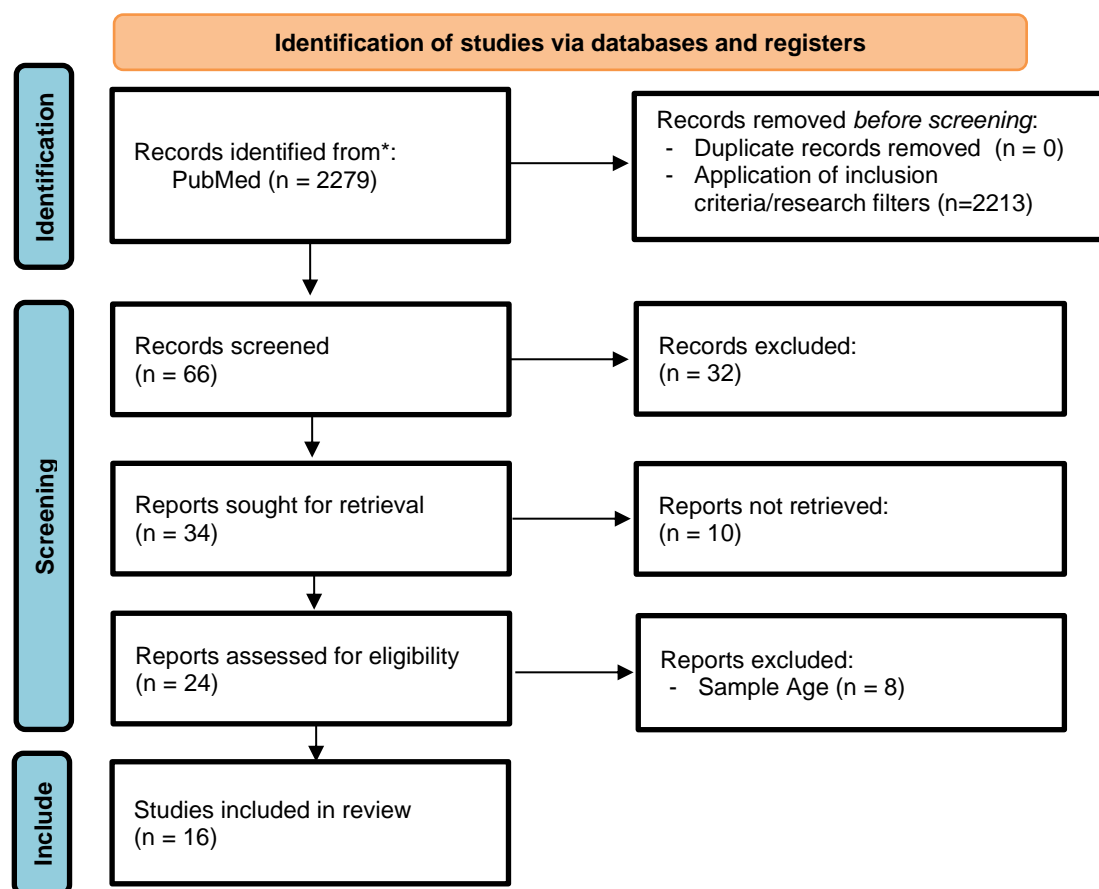 Identification of studies via databases and registers
Identification
Records identified from*:
PubMed (n = 2279)
Records removed before screening:
- Duplicate records removed (n = 0)
- Application of inclusion
criteria/research filters (n=2213)
Screening
Records screened
(n = 66)
Records excluded:
(n = 32)
Reports sought for retrieval
(n = 34)
Reports not retrieved:
(n = 10)
Reports assessed for eligibility
(n = 24)
Reports excluded:
- Sample Age (n = 8)
Include
Studies included in review
(n = 16)